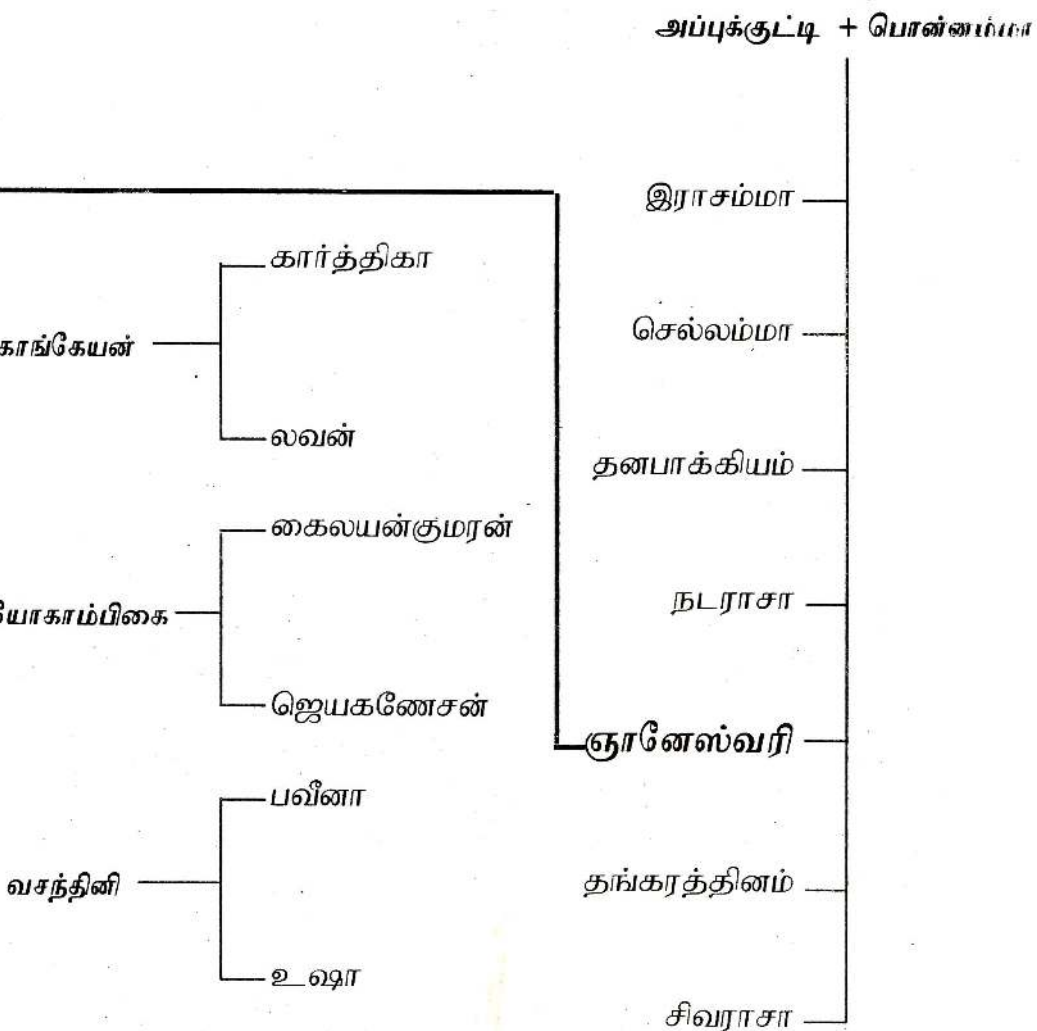 அப்புக்குட்டி + பொன்னம்மா
இராசம்மா
கார்த்திகா
செல்லம்மா
காங்கேயன்
லவன்
தனபாக்கியம்
கைலயன்குமரன்
நடராசா
யோகாம்பிகை
ஜெயகணேசன்
ஞானேஸ்வரி
பவீனா
வசந்தினி
தங்கரத்தினம்
உஷா
சிவராசா